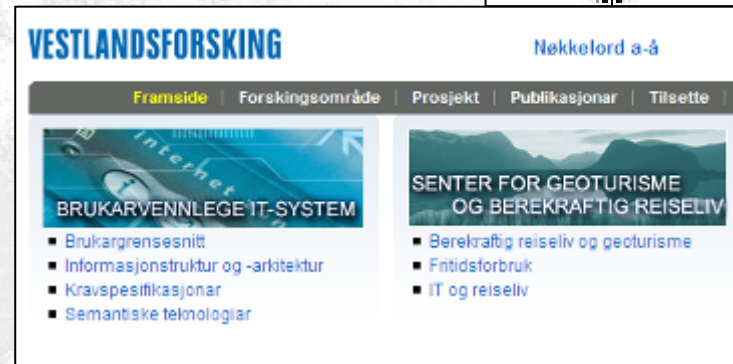 VESTLANDSFORSKING
Nøkkelord a-å
Framside | Forskingsområde | Prosjekt | Publikasjonar | Tilsette |
internet
BRUKARVENNLEGE IT-SYSTEM
Brukargrensesnitt
Informasjonstruktur og -arkitektur
Kravspesifikasjonar
Semantiske teknologiar
SENTER FOR GEOTURISME
OG BEREKRAFTIG REISELIV
Berekraftig reiseliv og geoturisme
Fritidsforbruk
IT og reiseliv